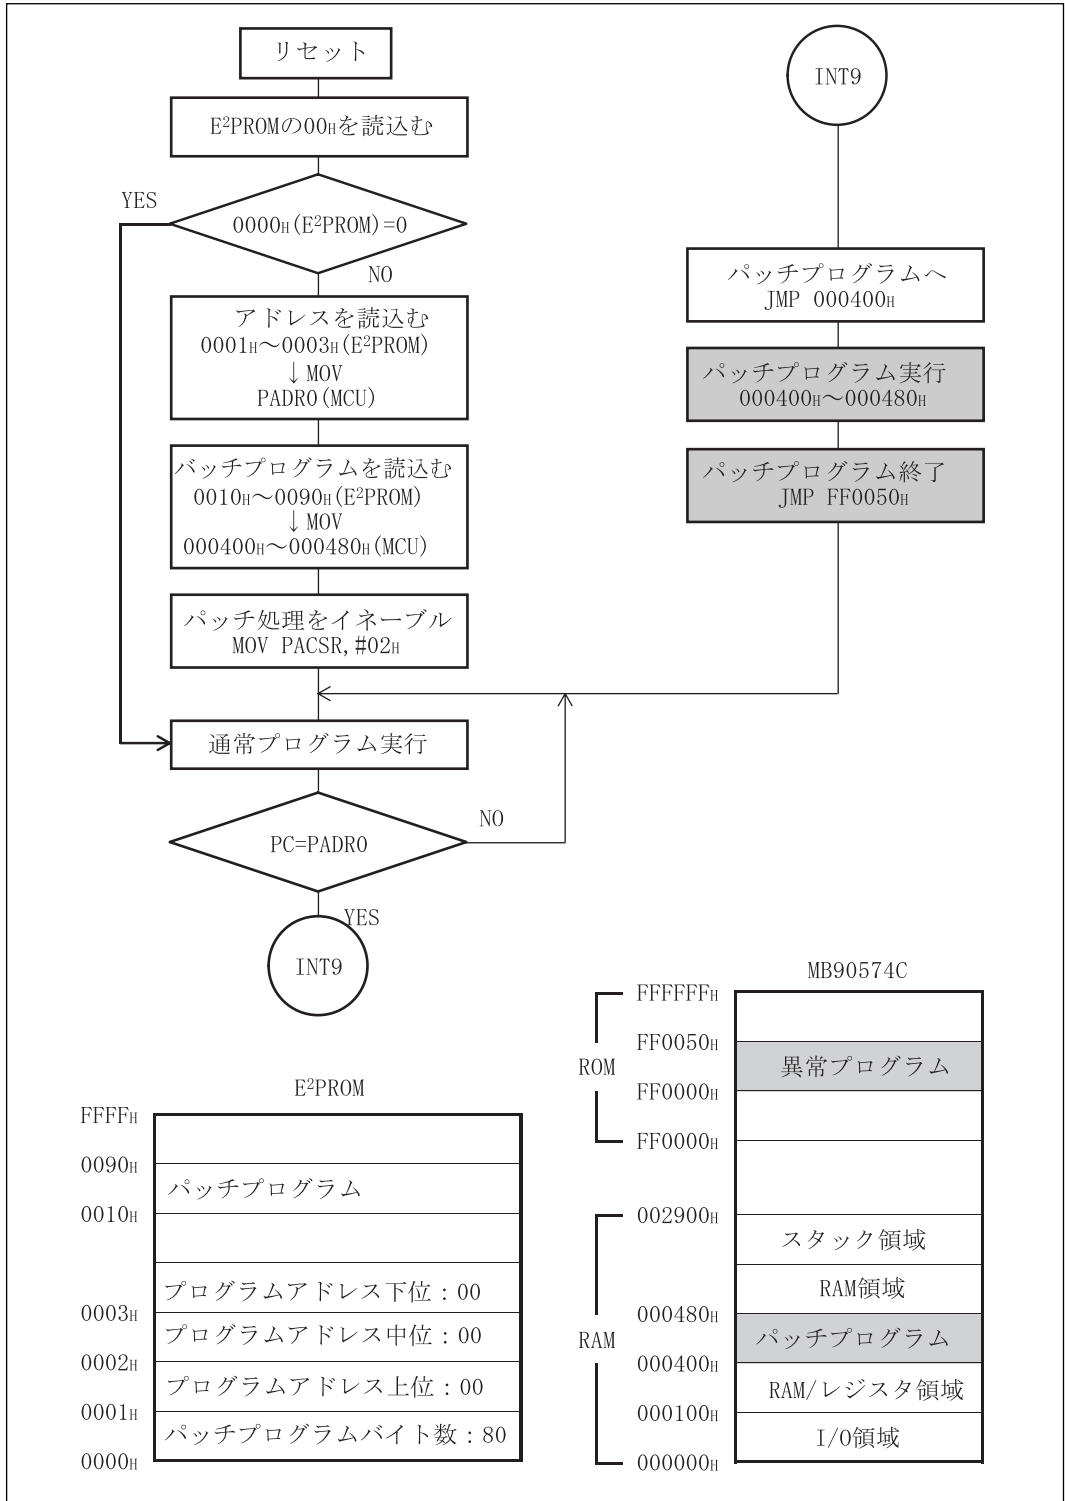 リセット
E²PROMの00Hを読込む
YES
0000H(E²PROM)=0
NO
アドレスを読込む
0001H～0003H(E²PROM)
↓MOV
PADR0(MCU)
バッチプログラムを読込む
0010H～0090H(E²PROM)
↓MOV
000400H～000480H(MCU)
パッチ処理をイネーブル
MOV PACSR,#02H
通常プログラム実行
PC=PADR0
NO
YES
INT9
INT9
パッチプログラムへ
JMP 000400H
パッチプログラム実行
000400H～000480H
パッチプログラム終了
JMP FF0050H
E²PROM
FFFFH
0090H
パッチプログラム
0010H
プログラムアドレス下位：00
0003H
プログラムアドレス中位：00
0002H
プログラムアドレス上位：00
0001H
パッチプログラムバイト数：80
0000H
MB90574C
FFFFFFH
FF0050H
ROM
異常プログラム
FF0000H
FF0000H
002900H
スタック領域
RAM領域
000480H
RAM
パッチプログラム
000400H
RAM/レジスタ領域
000100H
I/O領域
000000H